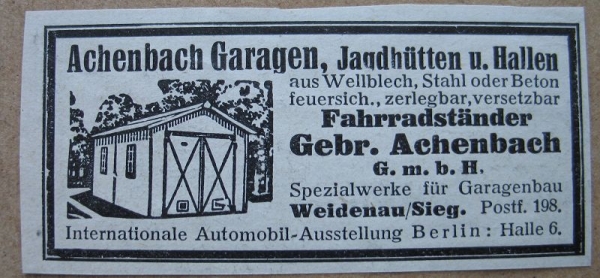 Achenbach Garagen, Jagdhütten u. Hallen
aus Wellblech, Stahl oder Beton
feuersich., zerlegbar, versetzbar
Fahrradständer
Gebr. Achenbach
G. m. b. H.
Spezialwerke für Garagenbau
Weidenau/Sieg. Postf. 198.
Internationale Automobil-Ausstellung Berlin: Halle 6.